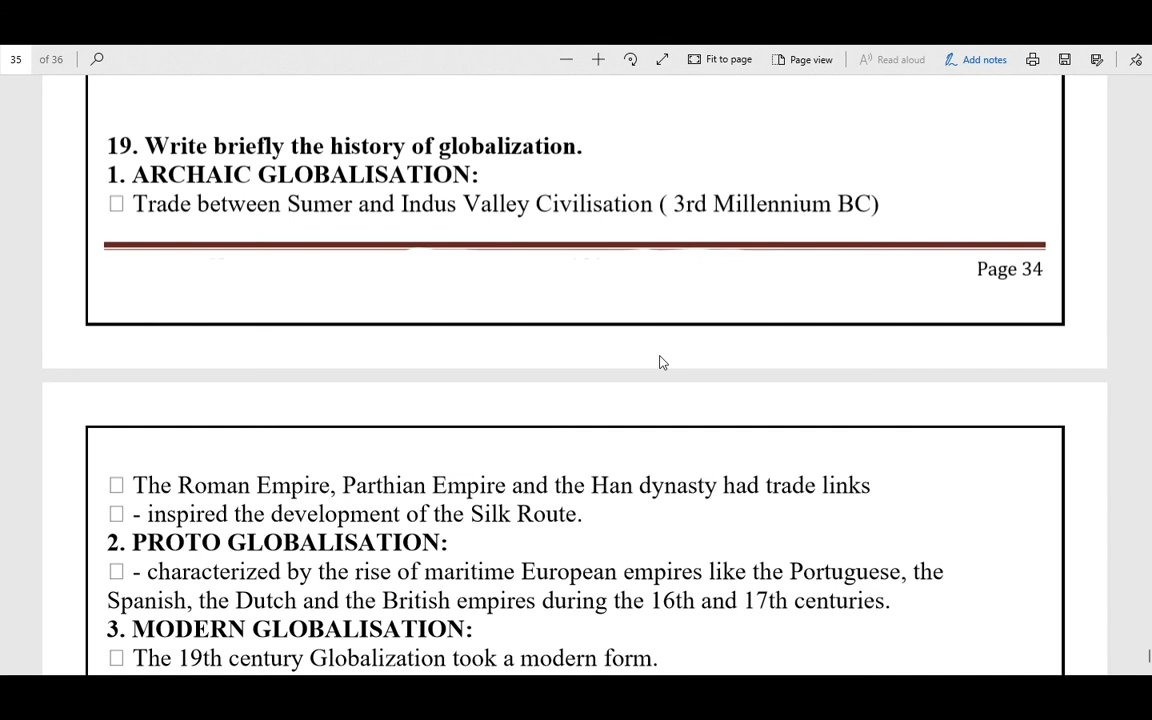 35 of 36 Fit to page Page view Read aloud Add notes
19. Write briefly the history of globalization.
1. ARCHAIC GLOBALISATION:
□ Trade between Sumer and Indus Valley Civilisation ( 3rd Millennium BC)
Page 34
□ The Roman Empire, Parthian Empire and the Han dynasty had trade links
□ - inspired the development of the Silk Route.
2. PROTO GLOBALISATION:
□ - characterized by the rise of maritime European empires like the Portuguese, the
Spanish, the Dutch and the British empires during the 16th and 17th centuries.
3. MODERN GLOBALISATION:
□ The 19th century Globalization took a modern form.